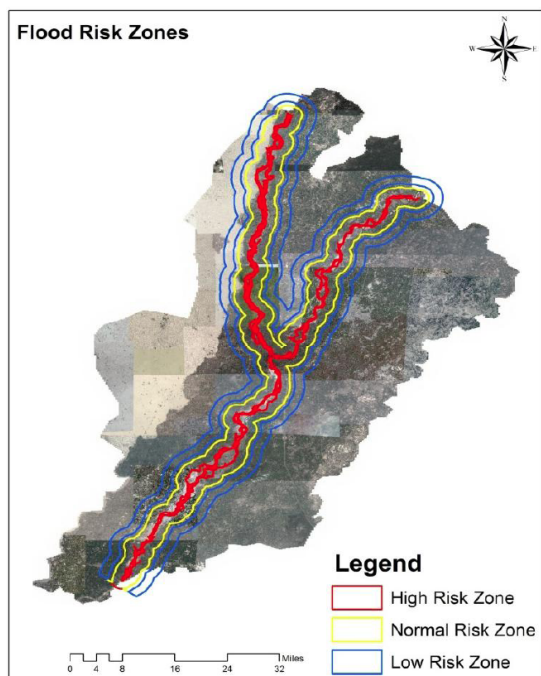 Flood Risk Zones
N
W E
S
Legend
High Risk Zone
Normal Risk Zone
Low Risk Zone
Miles
0 4 8 16 24 32